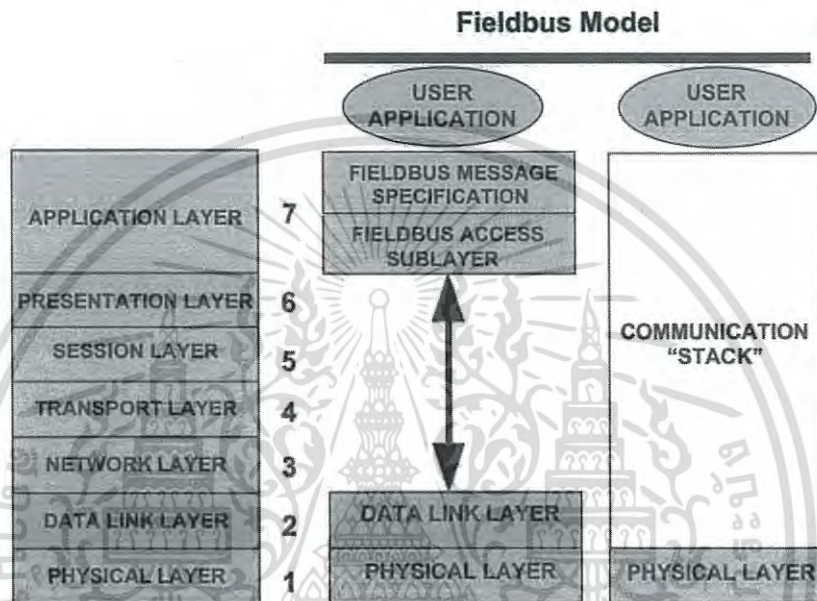 Fieldbus Model
USER
APPLICATION
USER
APPLICATION
APPLICATION LAYER
PRESENTATION LAYER
SESSION LAYER
TRANSPORT LAYER
NETWORK LAYER
DATA LINK LAYER
PHYSICAL LAYER
7
6
5
4
3
2
1
FIELDBUS MESSAGE
SPECIFICATION
FIELDBUS ACCESS
SUBLAYER
DATA LINK LAYER
PHYSICAL LAYER
COMMUNICATION
“STACK”
PHYSICAL LAYER